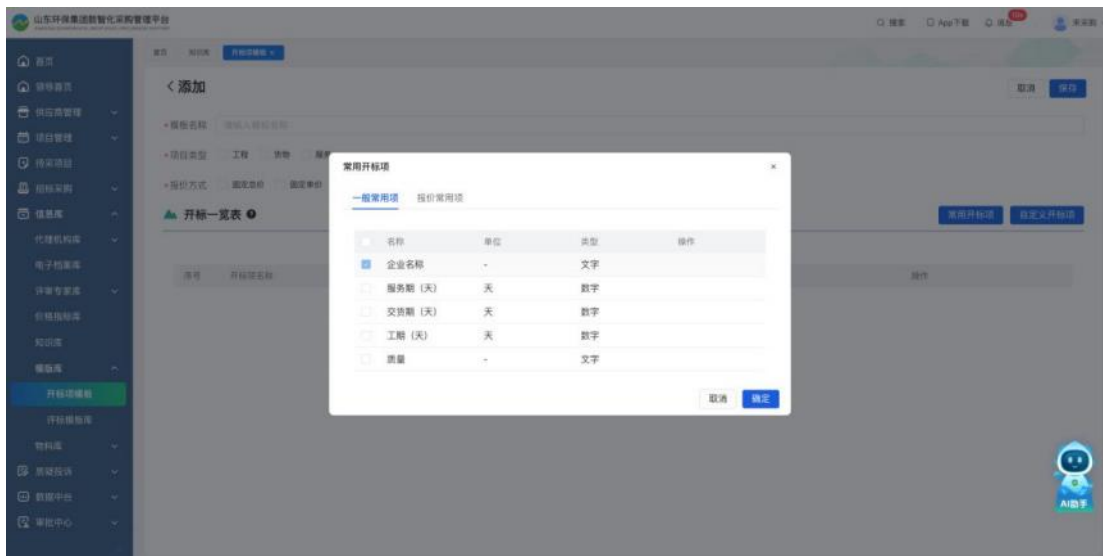 山东环保集团数智化采购管理平台
搜索 App下载 消息
首页 知识库 开标项模板 ×
首页
领导首页
供应商管理
项目管理
待采项目
招标采购
信息库
代理机构库
电子档案库
评审专家库
价格指标库
知识库
模版库
开标项模板
评标模板库
物料库
质疑投诉
数据中台
审批中心
添加
取消 保存
*模板名称 请输入模板名称
*项目类型 工程 货物 服务
*报价方式 固定总价 固定单价
开标一览表
常用开标项 自定义开标项
序号 开标项名称 操作
常用开标项 ×
一般常用项 报价常用项
名称 单位 类型 操作
企业名称 - 文字
服务期（天） 天 数字
交货期（天） 天 数字
工期（天） 天 数字
质量 - 文字
取消 确定
AI助手